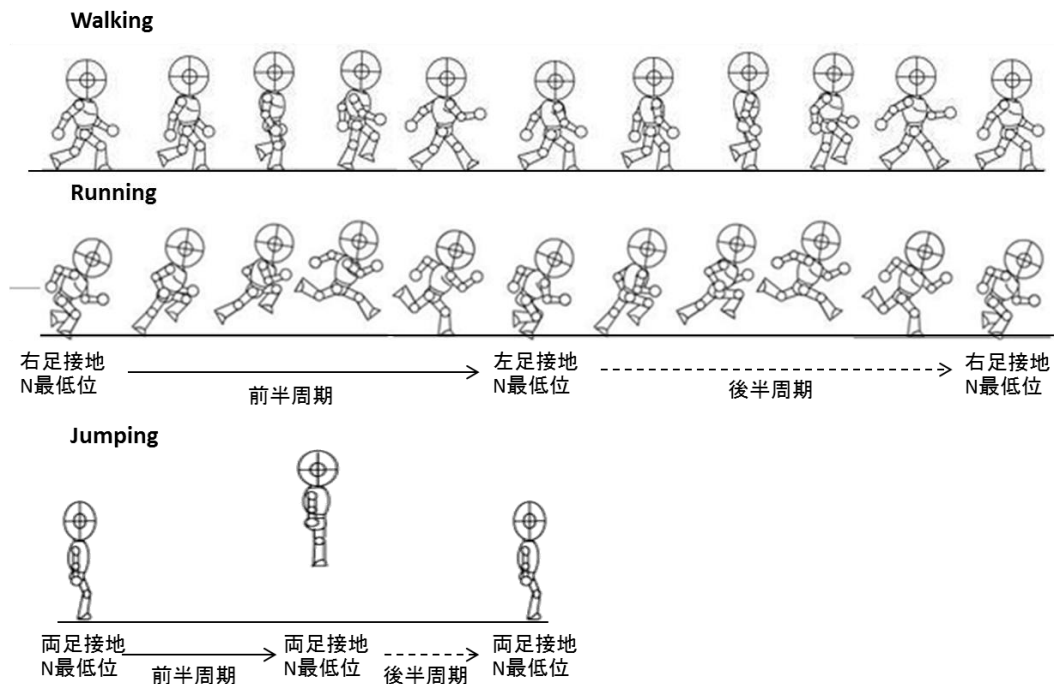 Walking
Running
右足接地
N最低位
前半周期
左足接地
N最低位
後半周期
右足接地
N最低位
Jumping
両足接地
N最低位
前半周期
両足接地
N最低位
後半周期
両足接地
N最低位